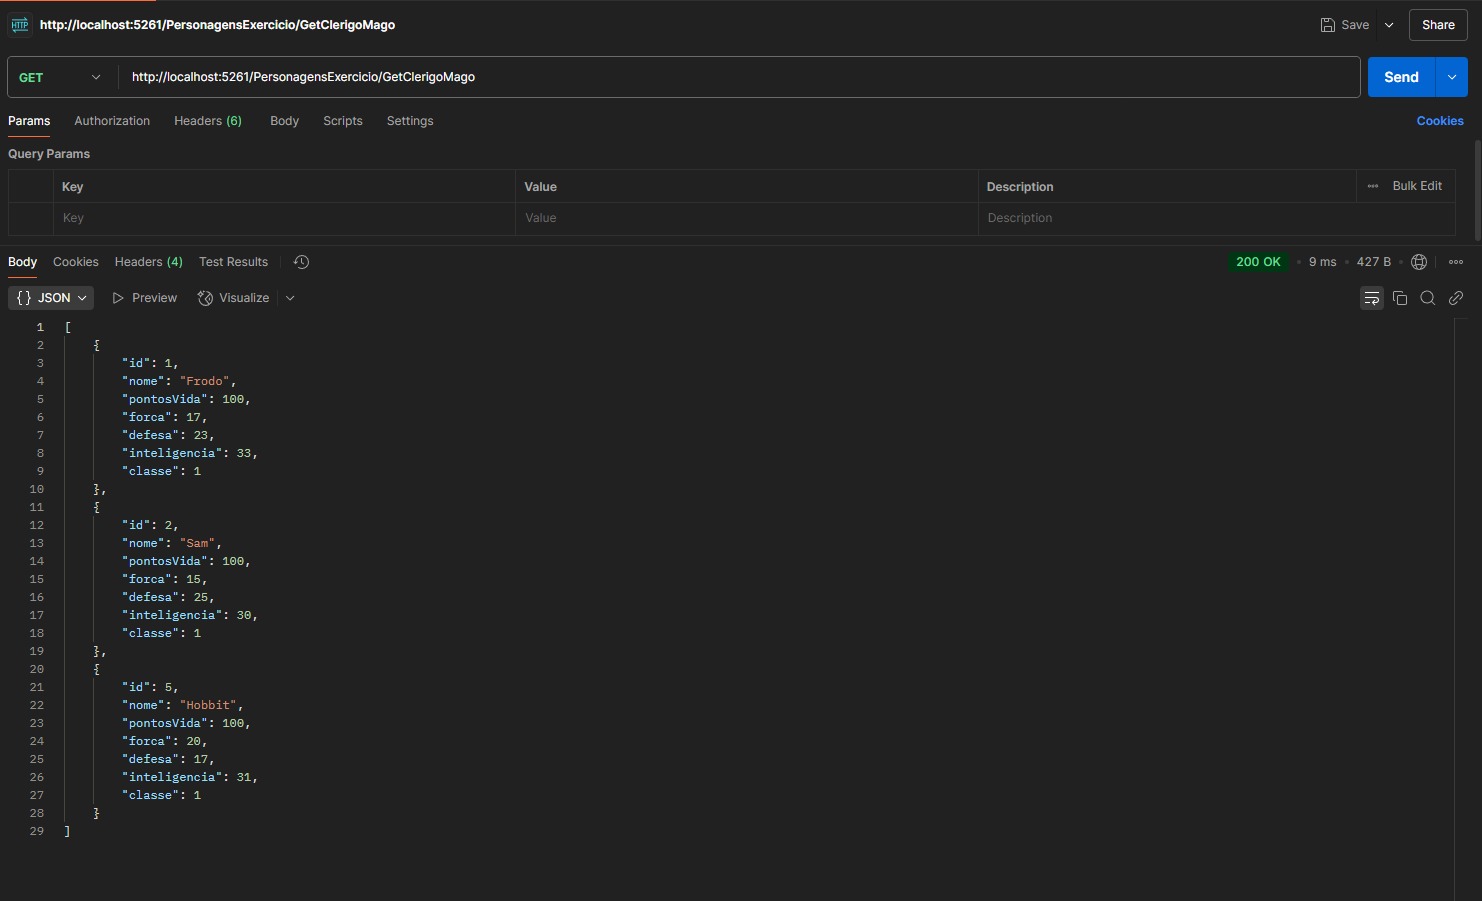 HTTP http://localhost:5261/PersonagensExercicio/GetClerigoMago Save Share
GET http://localhost:5261/PersonagensExercicio/GetClerigoMago Send
Params Authorization Headers (6) Body Scripts Settings Cookies
Query Params
Key Value Description Bulk Edit
Key Value Description
Body Cookies Headers (4) Test Results 200 OK • 9 ms • 427 B •
{} JSON Preview Visualize
1 [
2 {
3 "id": 1,
4 "nome": "Frodo",
5 "pontosVida": 100,
6 "forca": 17,
7 "defesa": 23,
8 "inteligencia": 33,
9 "classe": 1
10 },
11 {
12 "id": 2,
13 "nome": "Sam",
14 "pontosVida": 100,
15 "forca": 15,
16 "defesa": 25,
17 "inteligencia": 30,
18 "classe": 1
19 },
20 {
21 "id": 5,
22 "nome": "Hobbit",
23 "pontosVida": 100,
24 "forca": 20,
25 "defesa": 17,
26 "inteligencia": 31,
27 "classe": 1
28 }
29 ]